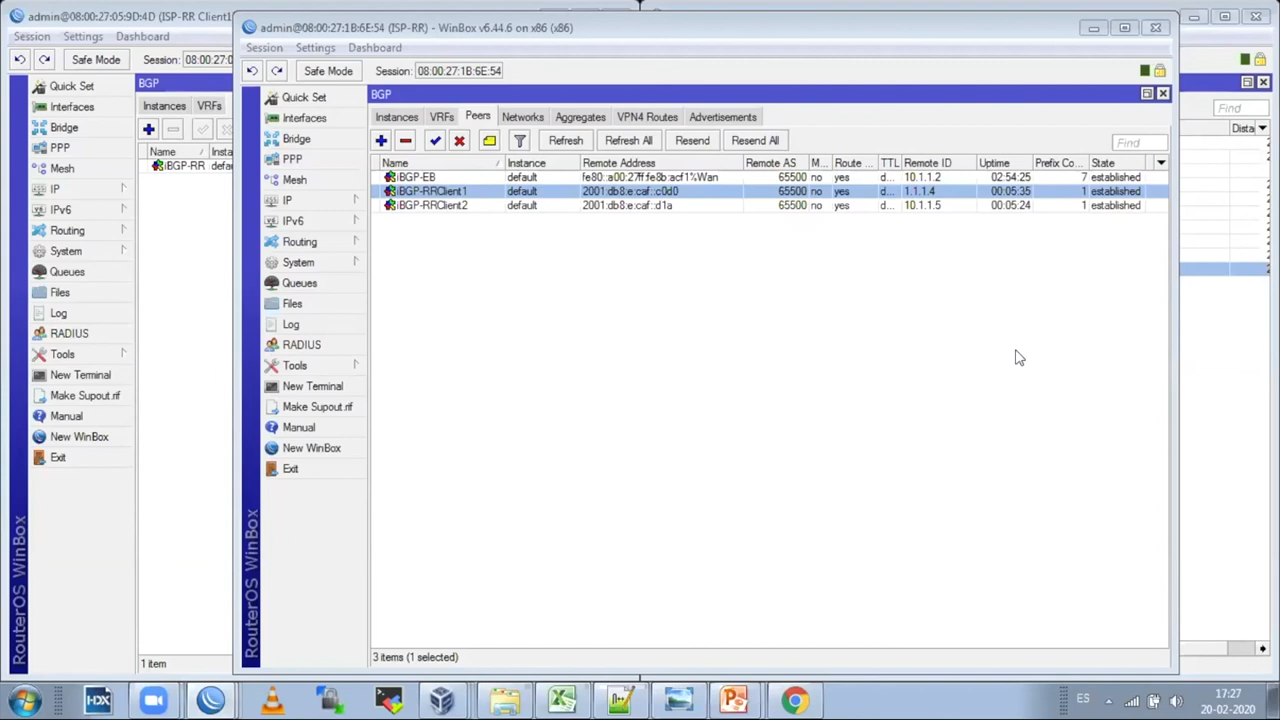 admin@08:00:27:05:9D:4D (ISP-RR Client1
Session Settings Dashboard
Safe Mode Session: 08:00:27:0
Quick Set
Interfaces
Bridge
PPP
Mesh
IP
IPv6
Routing
System
Queues
Files
Log
RADIUS
Tools
New Terminal
Make Supout.rif
Manual
New WinBox
Exit
RouterOS WinBox
BGP
Instances VRFs
Name Insta
iBGP-RR defau
1 item
admin@08:00:27:1B:6E:54 (ISP-RR) - WinBox v6.44.6 on x86 (x86)
Session Settings Dashboard
Safe Mode Session: 08:00:27:1B:6E:54
Quick Set
Interfaces
Bridge
PPP
Mesh
IP
IPv6
Routing
System
Queues
Files
Log
RADIUS
Tools
New Terminal
Make Supout.rif
Manual
New WinBox
Exit
RouterOS WinBox
BGP
Instances VRFs Peers Networks Aggregates VPN4 Routes Advertisements
Refresh Refresh All Resend Resend All Find
Name Instance Remote Address Remote AS M... Route ... TTL Remote ID Uptime Prefix Co... State
iBGP-EB default fe80::a00:27ff:fe8b:acf1%Wan 65500 no yes d... 10.1.1.2 02:54:25 7 established
iBGP-RRClient1 default 2001:db8:e:caf::c0d0 65500 no yes d... 1.1.1.4 00:05:35 1 established
iBGP-RRClient2 default 2001:db8:e:caf::d1a 65500 no yes d... 10.1.1.5 00:05:24 1 established
3 items (1 selected)
Find
Dista
HDX
ES
17:27
20-02-2020